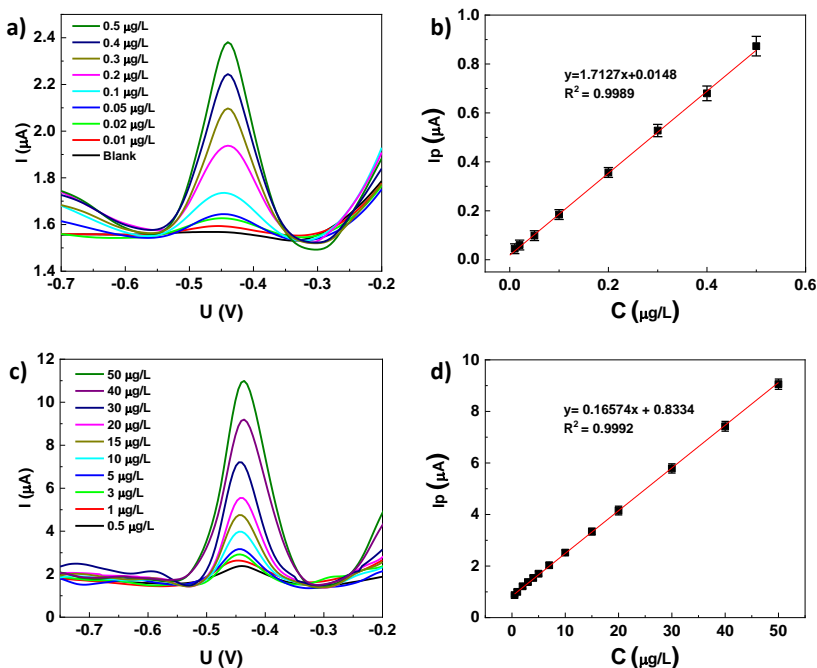 a)
0.5 μg/L
0.4 μg/L
0.3 μg/L
0.2 μg/L
0.1 μg/L
0.05 μg/L
0.02 μg/L
0.01 μg/L
Blank
I (μA)
2.4
2.2
2.0
1.8
1.6
1.4
-0.7 -0.6 -0.5 -0.4 -0.3 -0.2
U (V)
b)
y=1.7127x+0.0148
R² = 0.9989
Ip (μA)
1.0
0.8
0.6
0.4
0.2
0.0
0.0 0.2 0.4 0.6
C (μg/L)
c)
50 μg/L
40 μg/L
30 μg/L
20 μg/L
15 μg/L
10 μg/L
5 μg/L
3 μg/L
1 μg/L
0.5 μg/L
I (μA)
12
10
8
6
4
2
0
-0.7 -0.6 -0.5 -0.4 -0.3 -0.2
U (V)
d)
y= 0.16574x + 0.8334
R² = 0.9992
Ip (μA)
10
8
6
4
2
0
0 10 20 30 40 50
C (μg/L)